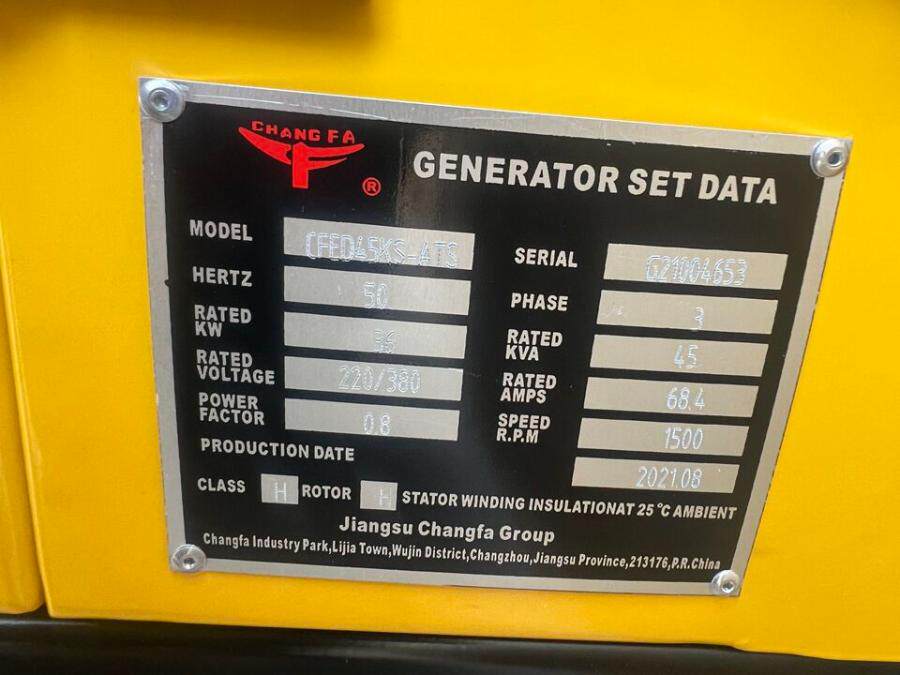 CHANG FA
®
GENERATOR SET DATA
MODEL CFED45KS-ATS SERIAL G21004653
HERTZ 50 PHASE 3
RATED KW 36 RATED KVA 45
RATED VOLTAGE 220/380 RATED AMPS 68.4
POWER FACTOR 0.8 SPEED R.P.M 1500
PRODUCTION DATE 2021.08
CLASS H ROTOR H STATOR WINDING INSULATIONAT 25 °C AMBIENT
Jiangsu Changfa Group
Changfa Industry Park,Lijia Town,Wujin District,Changzhou,Jiangsu Province,213176,P.R.China